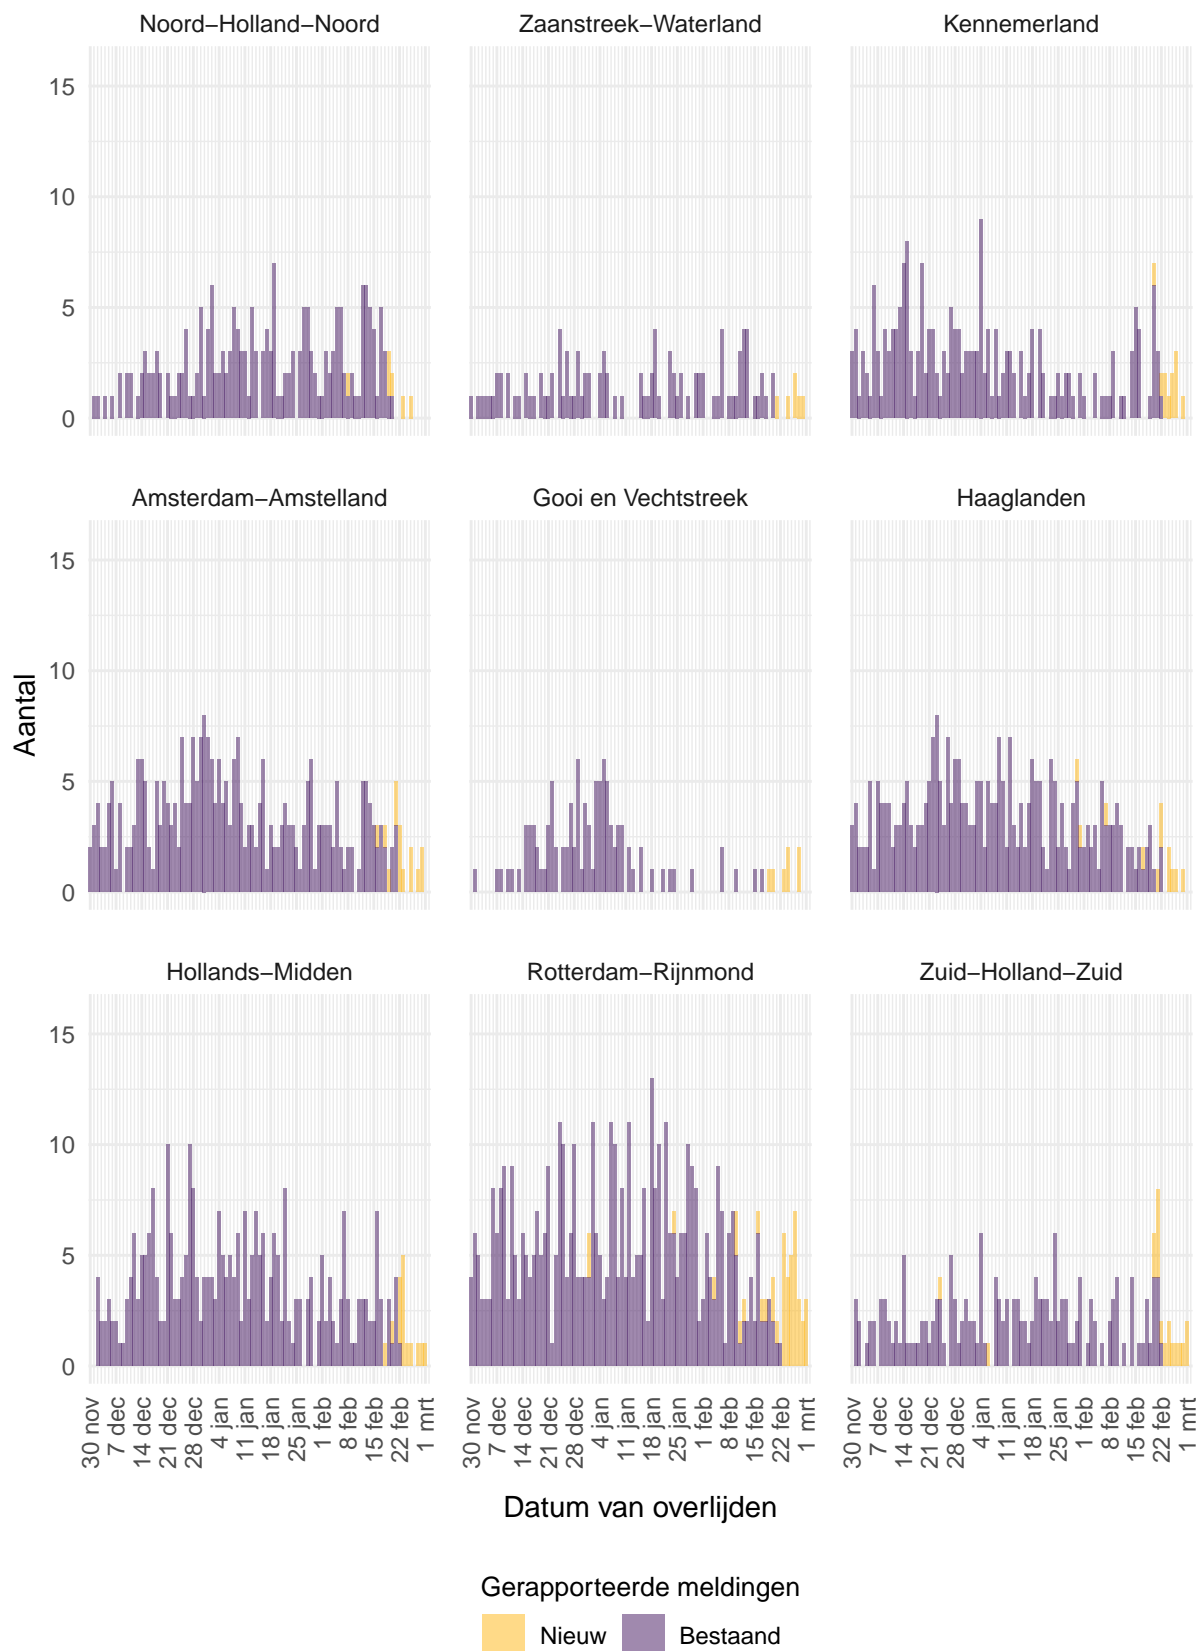 Noord−Holland−Noord
Zaanstreek−Waterland
Kennemerland
15
10
5
0
Amsterdam−Amstelland
Gooi en Vechtstreek
Haaglanden
15
10
5
0
Aantal
Hollands−Midden
Rotterdam−Rijnmond
Zuid−Holland−Zuid
15
10
5
0
30 nov
7 dec
14 dec
21 dec
28 dec
4 jan
11 jan
18 jan
25 jan
1 feb
8 feb
15 feb
22 feb
1 mrt
30 nov
7 dec
14 dec
21 dec
28 dec
4 jan
11 jan
18 jan
25 jan
1 feb
8 feb
15 feb
22 feb
1 mrt
30 nov
7 dec
14 dec
21 dec
28 dec
4 jan
11 jan
18 jan
25 jan
1 feb
8 feb
15 feb
22 feb
1 mrt
Datum van overlijden
Gerapporteerde meldingen
Nieuw
Bestaand